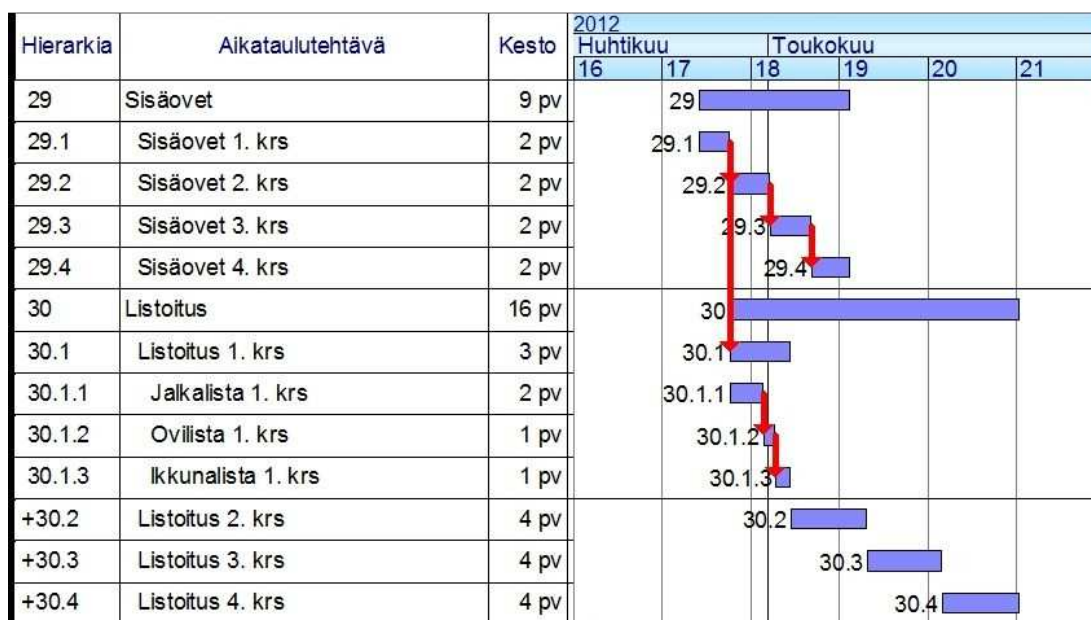 2012
Hierarkia Aikataulutehtävä Kesto Huhtikuu Toukokuu
16 17 18 19 20 21
29 Sisäovet 9 pv 29
29.1 Sisäovet 1. krs 2 pv 29.1
29.2 Sisäovet 2. krs 2 pv 29.2
29.3 Sisäovet 3. krs 2 pv 29.3
29.4 Sisäovet 4. krs 2 pv 29.4
30 Listoitus 16 pv 30
30.1 Listoitus 1. krs 3 pv 30.1
30.1.1 Jalkalista 1. krs 2 pv 30.1.1
30.1.2 Ovilista 1. krs 1 pv 30.1.2
30.1.3 Ikkunalista 1. krs 1 pv 30.1.3
+30.2 Listoitus 2. krs 4 pv 30.2
+30.3 Listoitus 3. krs 4 pv 30.3
+30.4 Listoitus 4. krs 4 pv 30.4